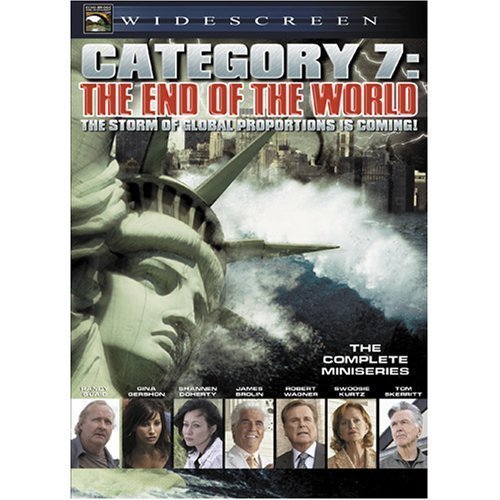 WIDESCREEN
CATEGORY 7:
THE END OF THE WORLD
THE STORM OF GLOBAL PROPORTIONS IS COMING!
THE
COMPLETE
MINISERIES
RANDY QUAID
GINA GERSHON
SHANNEN DOHERTY
JAMES BROLIN
ROBERT WAGNER
SWOOSIE KURTZ
TOM SKERRITT